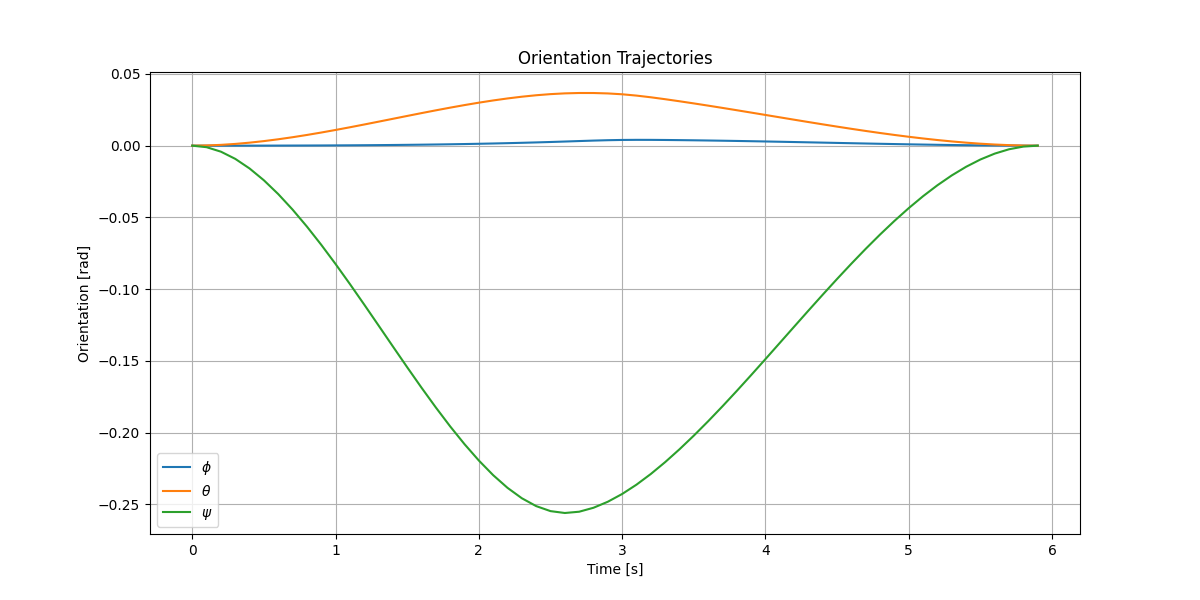 Orientation Trajectories
0.05
0.00
−0.05
−0.10
−0.15
−0.20
−0.25
Orientation [rad]
ϕ
θ
ψ
0 1 2 3 4 5 6
Time [s]